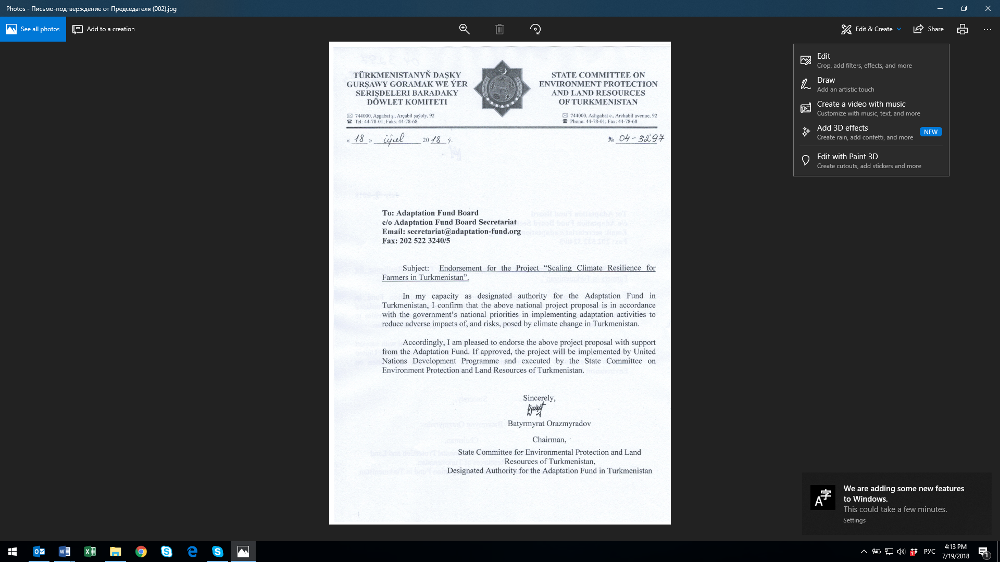 Photos - Письмо-подтверждение от Председателя (002).jpg
See all photos
Add to a creation
Edit & Create
Share
Edit
Crop, add filters, effects, and more
Draw
Add an artistic touch
Create a video with music
Customize with music, text, and more
Add 3D effects
Create rain, add confetti, and more
NEW
Edit with Paint 3D
Create cutouts, add stickers and more
TÜRKMENISTANYŇ DAŞKY
GURŞAWY GORAMAK WE ÝER
SERIŞDELERI BARADAKY
DÖWLET KOMITETI
744000, Aşgabat ş., Arçabil şaýoly, 92
Tel: 44-78-01; Faks: 44-78-68
STATE COMMITTEE ON
ENVIRONMENT PROTECTION
AND LAND RESOURCES
OF TURKMENISTAN
744000, Ashgabat c., Archabil avenue, 92
Phone: 44-78-01; Fax: 44-78-68
« 18 » iýul 2018 ý.
№ 04-3297
To: Adaptation Fund Board
c/o Adaptation Fund Board Secretariat
Email: secretariat@adaptation-fund.org
Fax: 202 522 3240/5
Subject: Endorsement for the Project “Scaling Climate Resilience for
Farmers in Turkmenistan”.
In my capacity as designated authority for the Adaptation Fund in
Turkmenistan, I confirm that the above national project proposal is in accordance
with the government’s national priorities in implementing adaptation activities to
reduce adverse impacts of, and risks, posed by climate change in Turkmenistan.
Accordingly, I am pleased to endorse the above project proposal with support
from the Adaptation Fund. If approved, the project will be implemented by United
Nations Development Programme and executed by the State Committee on
Environment Protection and Land Resources of Turkmenistan.
Sincerely,
Batyrmyrat Orazmyradov
Chairman,
State Committee for Environmental Protection and Land
Resources of Turkmenistan,
Designated Authority for the Adaptation Fund in Turkmenistan
We are adding some new features
to Windows.
This could take a few minutes.
Settings
РУС
4:13 PM
7/19/2018
1